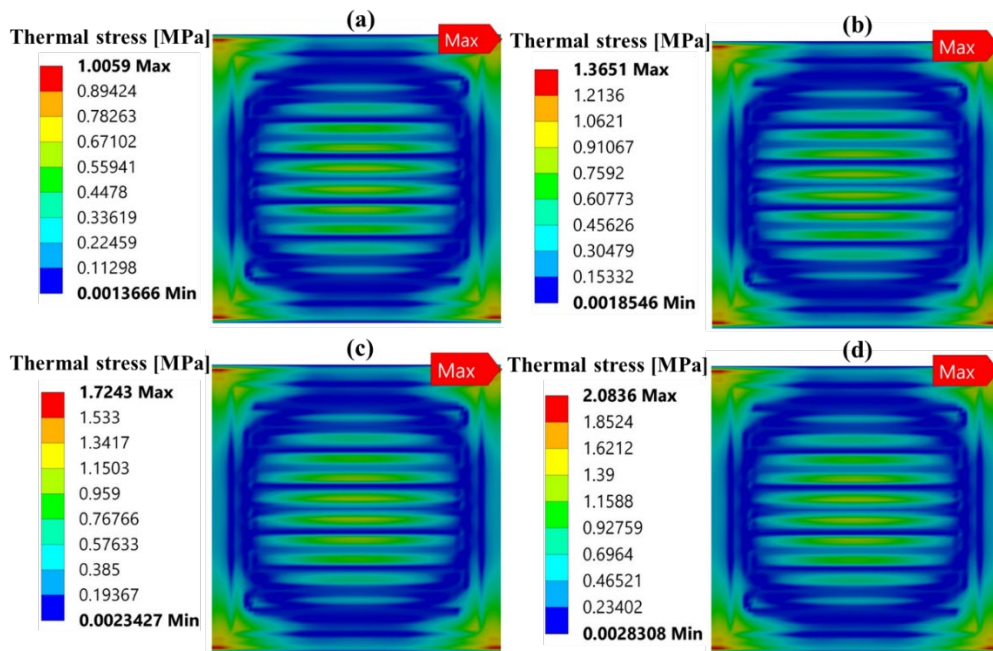 (a)
Thermal stress [MPa]
Max
1.0059 Max
0.89424
0.78263
0.67102
0.55941
0.4478
0.33619
0.22459
0.11298
0.0013666 Min
(b)
Thermal stress [MPa]
Max
1.3651 Max
1.2136
1.0621
0.91067
0.7592
0.60773
0.45626
0.30479
0.15332
0.0018546 Min
(c)
Thermal stress [MPa]
Max
1.7243 Max
1.533
1.3417
1.1503
0.959
0.76766
0.57633
0.385
0.19367
0.0023427 Min
(d)
Thermal stress [MPa]
Max
2.0836 Max
1.8524
1.6212
1.39
1.1588
0.92759
0.6964
0.46521
0.23402
0.0028308 Min